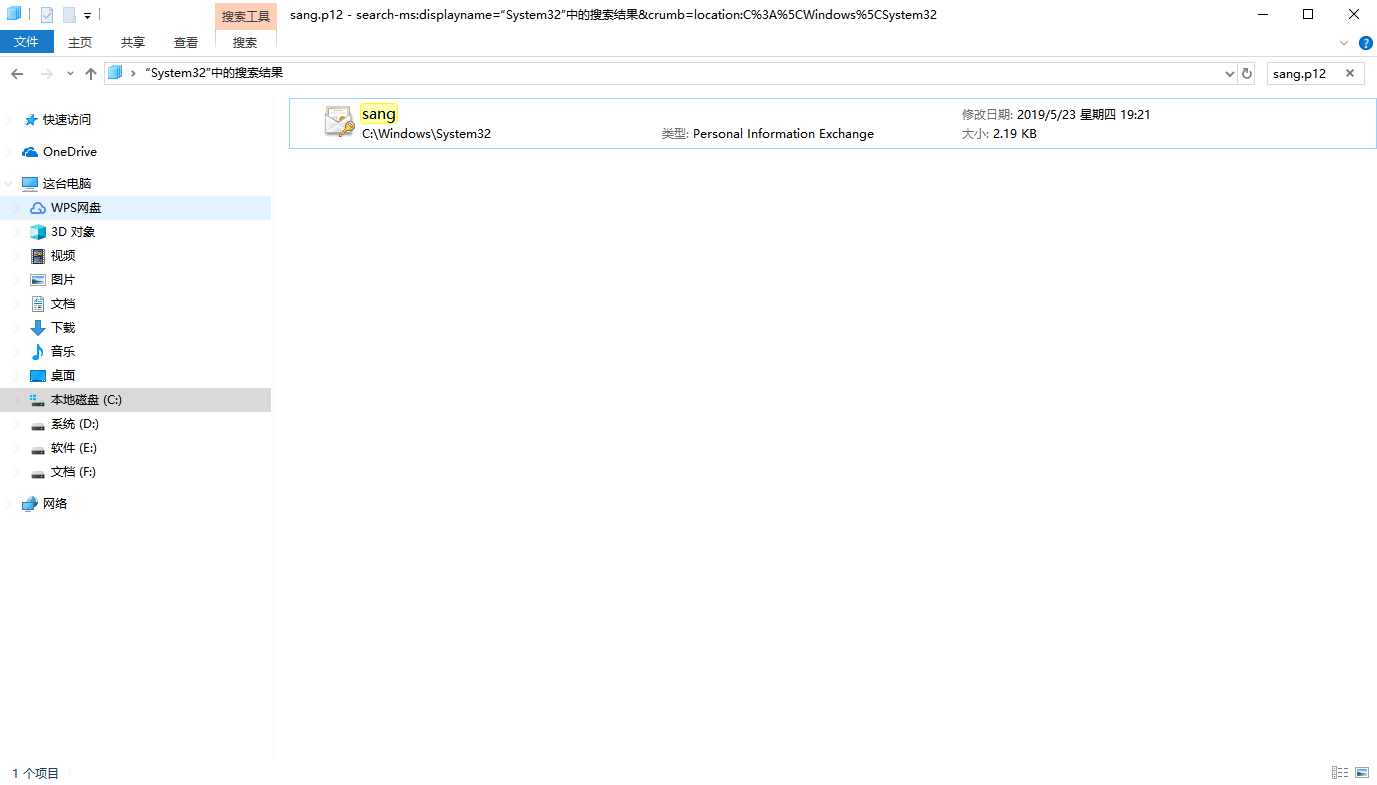 搜索工具
sang.p12 - search-ms:displayname=“System32”中的搜索结果&crumb=location:C%3A%5CWindows%5CSystem32
文件 主页 共享 查看 搜索
“System32”中的搜索结果
sang.p12
快速访问
OneDrive
这台电脑
WPS网盘
3D 对象
视频
图片
文档
下载
音乐
桌面
本地磁盘 (C:)
系统 (D:)
软件 (E:)
文档 (F:)
网络
sang
修改日期: 2019/5/23 星期四 19:21
C:\Windows\System32
类型: Personal Information Exchange
大小: 2.19 KB
1 个项目